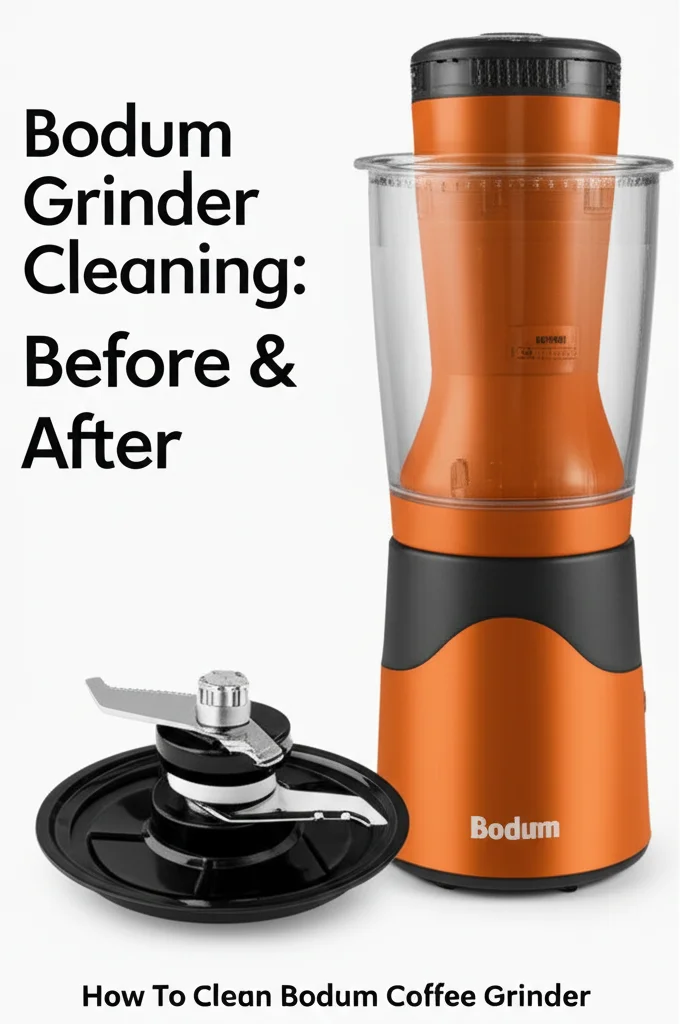 Bodum
Grinder
Cleaning:
Before &
After
Bodum
How To Clean Bodum Coffee Grinder